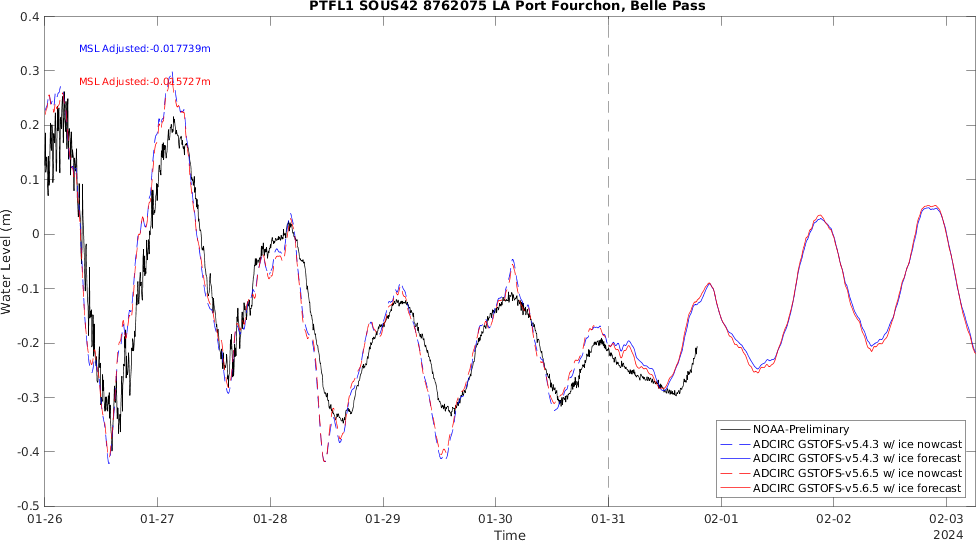 PTFL1 SOUS42 8762075 LA Port Fourchon, Belle Pass
MSL Adjusted:-0.017739m
MSL Adjusted:-0.015727m
0.4
0.3
0.2
0.1
0
-0.1
-0.2
-0.3
-0.4
-0.5
Water Level (m)
NOAA-Preliminary
ADCIRC GSTOFS-v5.4.3 w/ ice nowcast
ADCIRC GSTOFS-v5.4.3 w/ ice forecast
ADCIRC GSTOFS-v5.6.5 w/ ice nowcast
ADCIRC GSTOFS-v5.6.5 w/ ice forecast
01-26 01-27 01-28 01-29 01-30 01-31 02-01 02-02 02-03
Time
2024